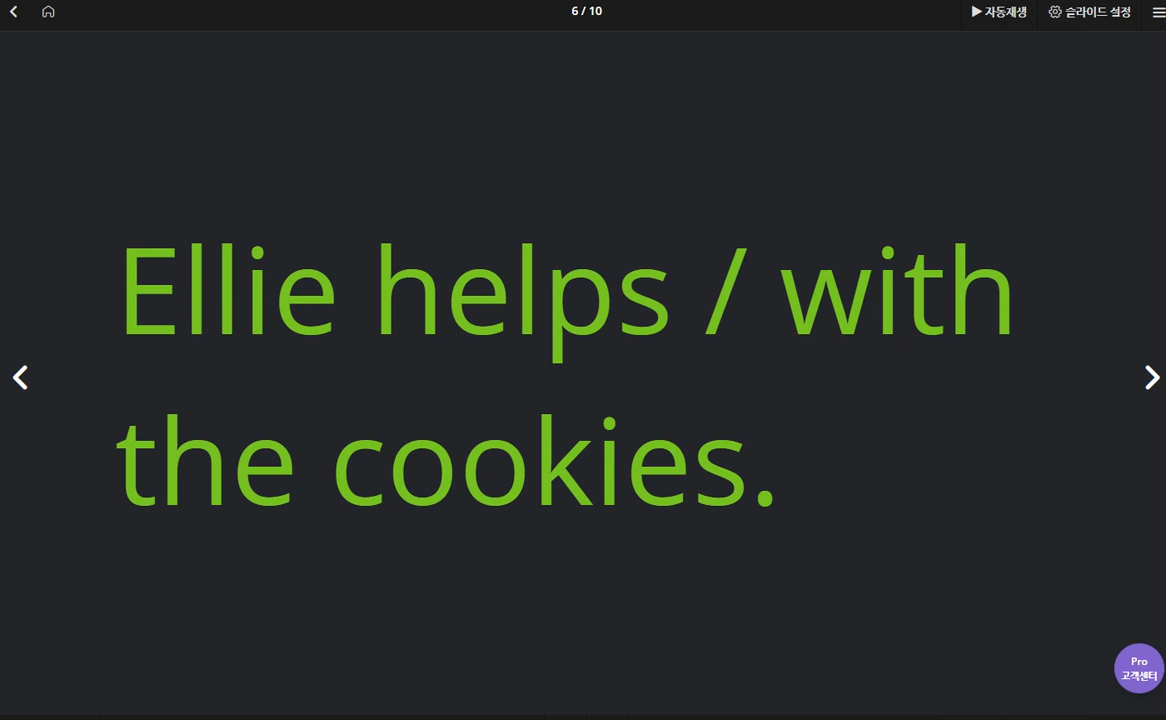 6 / 10
▶ 자동재생
슬라이드 설정
Ellie helps / with
the cookies.
Pro
고객센터